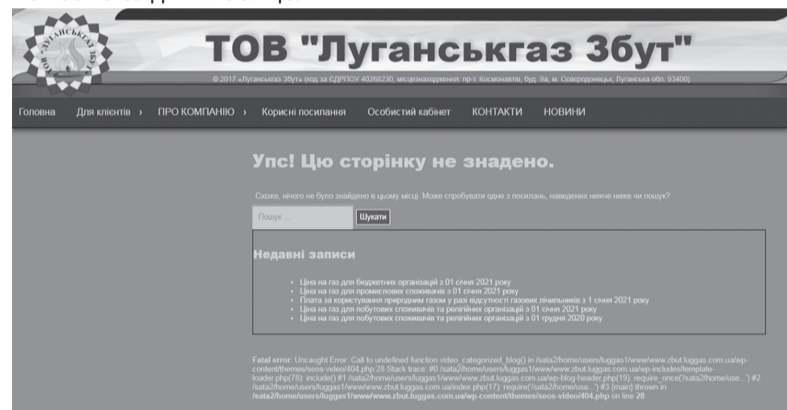 ТОВ "Луганськгаз Збут"
ТОВ ЛУГАНСЬКГАЗ ЗБУТ
© 2017 «Луганськгаз Збут» (код за ЄДРПОУ 40268230, місцезнаходження: пр-т. Космонавтів, буд. 9а, м. Сєвєродонецьк, Луганська обл. 93400)
Головна Для клієнтів › ПРО КОМПАНІЮ › Корисні посилання Особистий кабінет КОНТАКТИ НОВИНИ
Упс! Цю сторінку не знадено.
Схоже, нічого не було знайдено в цьому місці. Може спробувати одне з посилань, наведених нижче ниже чи пошук?
Пошук … Шукати
Недавні записи
Ціна на газ для бюджетних організацій з 01 січня 2021 року
Ціна на газ для промислових споживачів з 01 січня 2021 року
Плата за користування природним газом у разі відсутності газових лічильників з 1 січня 2021 року
Ціна на газ для побутових споживачів та релігійних організацій з 01 січня 2021 року
Ціна на газ для побутових споживачів та релігійних організацій з 01 грудня 2020 року
Fatal error: Uncaught Error: Call to undefined function video_categorized_blog() in /sata2/home/users/luggas1/www/www.zbut.luggas.com.ua/wp-
content/themes/seos-video/404.php:28 Stack trace: #0 /sata2/home/users/luggas1/www/www.zbut.luggas.com.ua/wp-includes/template-
loader.php(78): include() #1 /sata2/home/users/luggas1/www/www.zbut.luggas.com.ua/wp-blog-header.php(19): require_once('/sata2/home/use...') #2
/sata2/home/users/luggas1/www/www.zbut.luggas.com.ua/index.php(17): require('/sata2/home/use...') #3 {main} thrown in
/sata2/home/users/luggas1/www/www.zbut.luggas.com.ua/wp-content/themes/seos-video/404.php on line 28